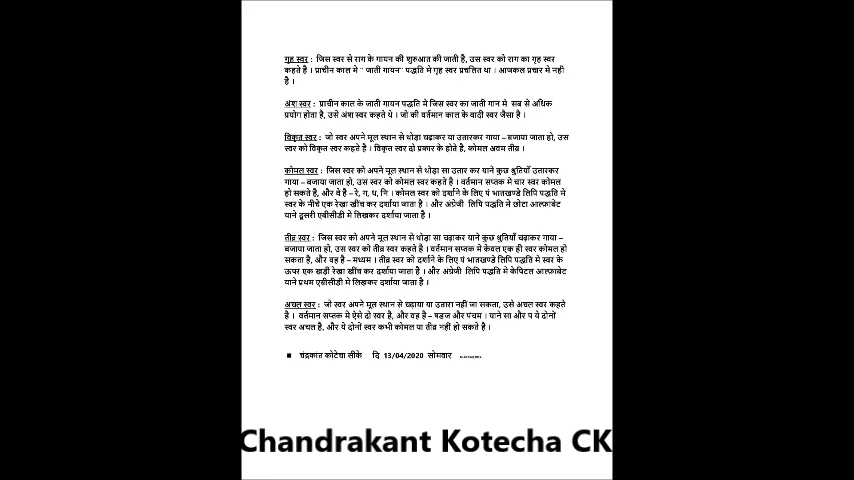 गृह स्वर : जिस स्वर से राग के गायन की शुरुआत की जाती हैं, उस स्वर को राग का गृह स्वर
कहते है । प्राचीन काल मे " जाती गायन" पद्धति मे गृह स्वर प्रचलित था । आजकल प्रचार मे नही
है ।
अंश स्वर : प्राचीन काल के जाती गायन पद्धति मे जिस स्वर का जाती गान मे सब से अधिक
प्रयोग होता है, उसे अंश स्वर कहते थे । जो की वर्तमान काल के वादी स्वर जैसा है ।
विकृत स्वर : जो स्वर अपने मूल स्थान से थोड़ा चढ़ाकर या उतारकर गाया – बजाया जाता हो, उस
स्वर को विकृत स्वर कहते है । विकृत स्वर दो प्रकार के होते है, कोमल अवम तीव्र ।
कोमल स्वर : जिस स्वर को अपने मूल स्थान से थोड़ा सा उतार कर याने कुछ श्रुतियाँ उतारकर
गाया – बजाया जाता हो, उस स्वर को कोमल स्वर कहते है । वर्तमान सप्तक मे चार स्वर कोमल
हो सकते है, और वे है – रे, ग, ध, नि । कोमल स्वर को दर्शाने के लिए पं भातखण्डे लिपि पद्धति मे
स्वर के नीचे एक रेखा खींच कर दर्शाया जाता है । और अंग्रेजी लिपि पद्धति मे छोटा आल्फ़ाबेट
याने दूसरी एबीसीडी मे लिखकर दर्शाया जाता है ।
तीव्र स्वर : जिस स्वर को अपने मूल स्थान से थोड़ा सा चढ़ाकर याने कुछ श्रुतियाँ चढ़ाकर गाया –
बजाया जाता हो, उस स्वर को तीव्र स्वर कहते है । वर्तमान सप्तक मे केवल एक ही स्वर कोमल हो
सकता है, और वह है – मध्यम । तीव्र स्वर को दर्शाने के लिए पं भातखण्डे लिपि पद्धति मे स्वर के
ऊपर एक खड़ी रेखा खींच कर दर्शाया जाता है । और अंग्रेजी लिपि पद्धति मे केपिटल आल्फ़ाबेट
याने प्रथम एबीसीडी मे लिखकर दर्शाया जाता है ।
अचल स्वर : जो स्वर अपने मूल स्थान से चढ़ाया या उतारा नहीं जा सकता, उसे अचल स्वर कहते
है । वर्तमान सप्तक मे ऐसे दो स्वर है, और वह है – षडज और पंचम । याने सा और प ये दोनों
स्वर अचल है, और ये दोनों स्वर कभी कोमल या तीव्र नहीं हो सकते है ।
▪ चंद्रकांत कोटेचा सीके दि 13/04/2020 सोमवार
Chandrakant Kotecha CK